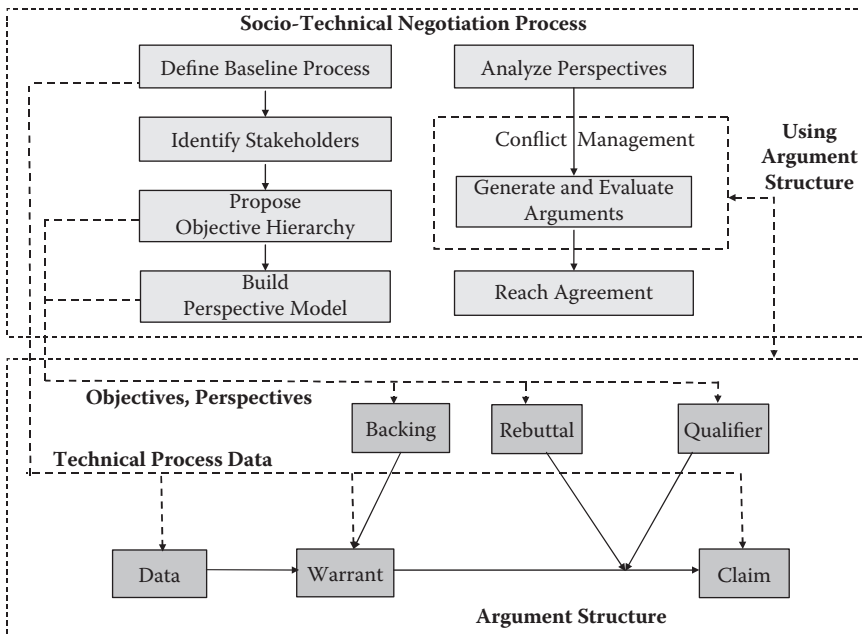 Socio-Technical Negotiation Process
Define Baseline Process
Identify Stakeholders
Propose
Objective Hierarchy
Build
Perspective Model
Analyze Perspectives
Conflict Management
Generate and Evaluate
Arguments
Reach Agreement
Using
Argument
Structure
Objectives, Perspectives
Backing
Rebuttal
Qualifier
Technical Process Data
Data
Warrant
Claim
Argument Structure